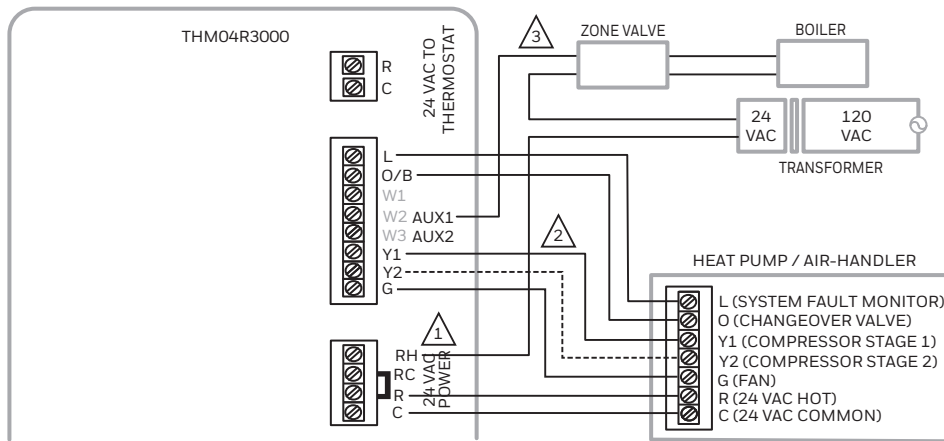 THM04R3000
R
C
24 VAC TO
THERMOSTAT
L
O/B
W1
W2 AUX1
W3 AUX2
Y1
Y2
G
1
RH
RC
R
C
24 VAC
POWER
2
3
ZONE VALVE
BOILER
24
VAC
120
VAC
TRANSFORMER
HEAT PUMP / AIR-HANDLER
L (SYSTEM FAULT MONITOR)
O (CHANGEOVER VALVE)
Y1 (COMPRESSOR STAGE 1)
Y2 (COMPRESSOR STAGE 2)
G (FAN)
R (24 VAC HOT)
C (24 VAC COMMON)